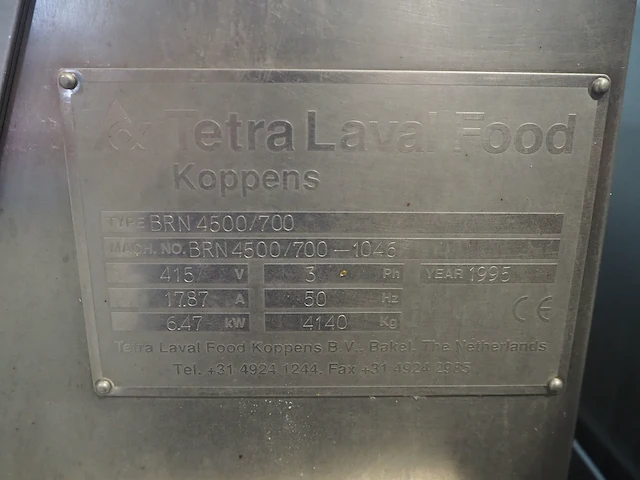 Tetra Laval Food
Koppens
TYPE BRN 4500/700
MACH. NO. BRN 4500/700-1046
415 V 3 Ph YEAR 1995
17.87 A 50 Hz
6.47 kW 4140 Kg CE
Tetra Laval Food Koppens B.V., Bakel, The Netherlands
Tel. +31 4924 1244. Fax +31 4924 2985